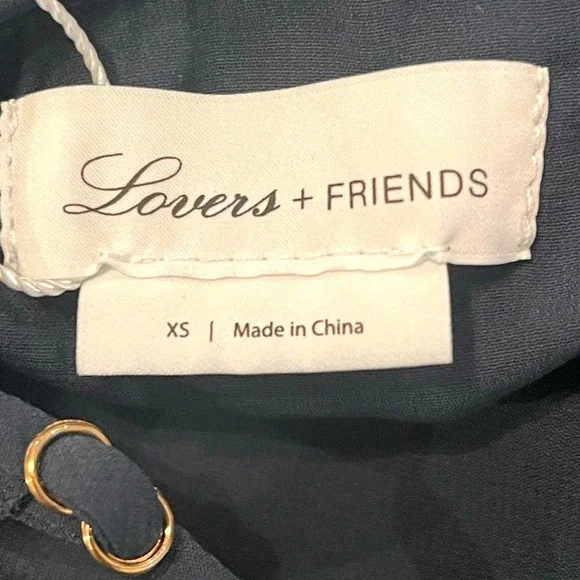 Lovers + FRIENDS
XS | Made in China